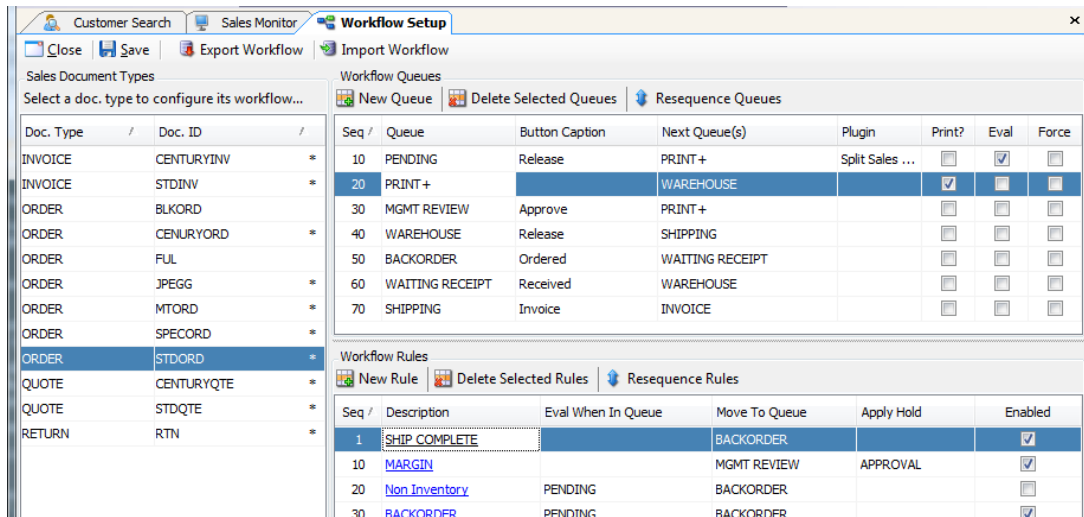 Customer Search Sales Monitor Workflow Setup
Close Save Export Workflow Import Workflow
Sales Document Types
Select a doc. type to configure its workflow...
Doc. Type Doc. ID
INVOICE CENTURYINV *
INVOICE STDINV *
ORDER BLKORD
ORDER CENURYORD *
ORDER FUL
ORDER JPEGG *
ORDER MTORD *
ORDER SPECORD *
ORDER STDORD *
QUOTE CENTURYQTE *
QUOTE STDQTE *
RETURN RTN *
Workflow Queues
New Queue Delete Selected Queues Resequence Queues
Seq Queue Button Caption Next Queue(s) Plugin Print? Eval Force
10 PENDING Release PRINT+ Split Sales ...
20 PRINT+ WAREHOUSE
30 MGMT REVIEW Approve PRINT+
40 WAREHOUSE Release SHIPPING
50 BACKORDER Ordered WAITING RECEIPT
60 WAITING RECEIPT Received WAREHOUSE
70 SHIPPING Invoice INVOICE
Workflow Rules
New Rule Delete Selected Rules Resequence Rules
Seq Description Eval When In Queue Move To Queue Apply Hold Enabled
1 SHIP COMPLETE BACKORDER
10 MARGIN MGMT REVIEW APPROVAL
20 Non Inventory PENDING BACKORDER
30 BACKORDER PENDING BACKORDER